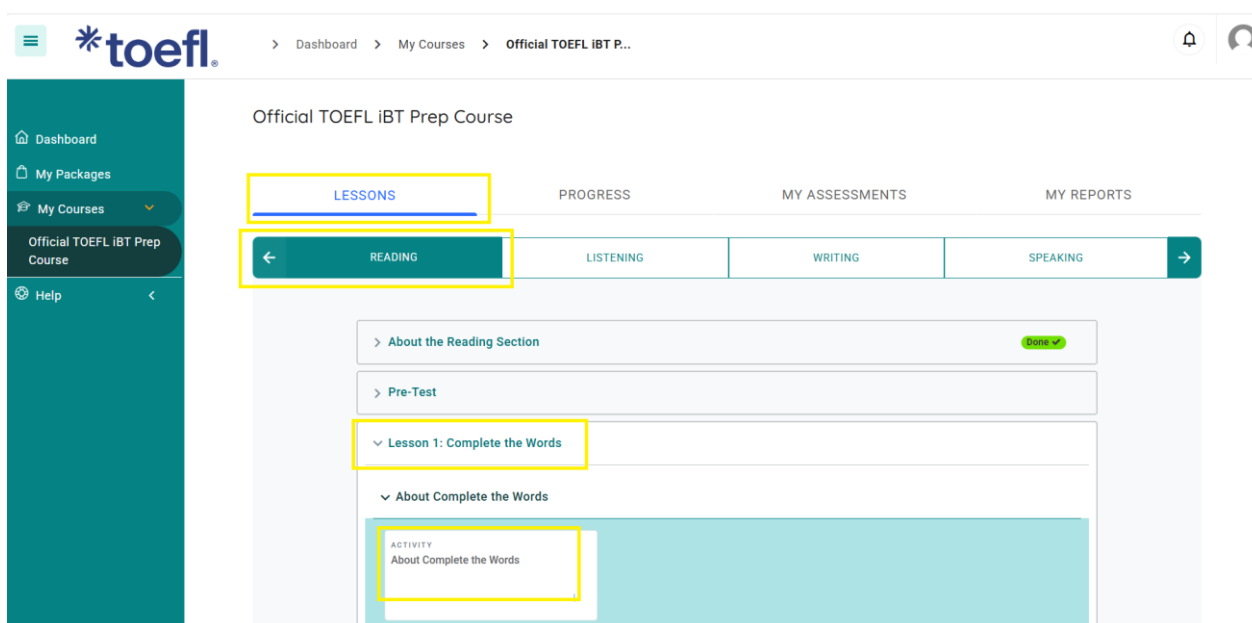 toefl®
> Dashboard > My Courses > Official TOEFL iBT P...
Dashboard
My Packages
My Courses
Official TOEFL iBT Prep
Course
Help
Official TOEFL iBT Prep Course
LESSONS PROGRESS MY ASSESSMENTS MY REPORTS
READING LISTENING WRITING SPEAKING
About the Reading Section Done
Pre-Test
Lesson 1: Complete the Words
About Complete the Words
ACTIVITY
About Complete the Words